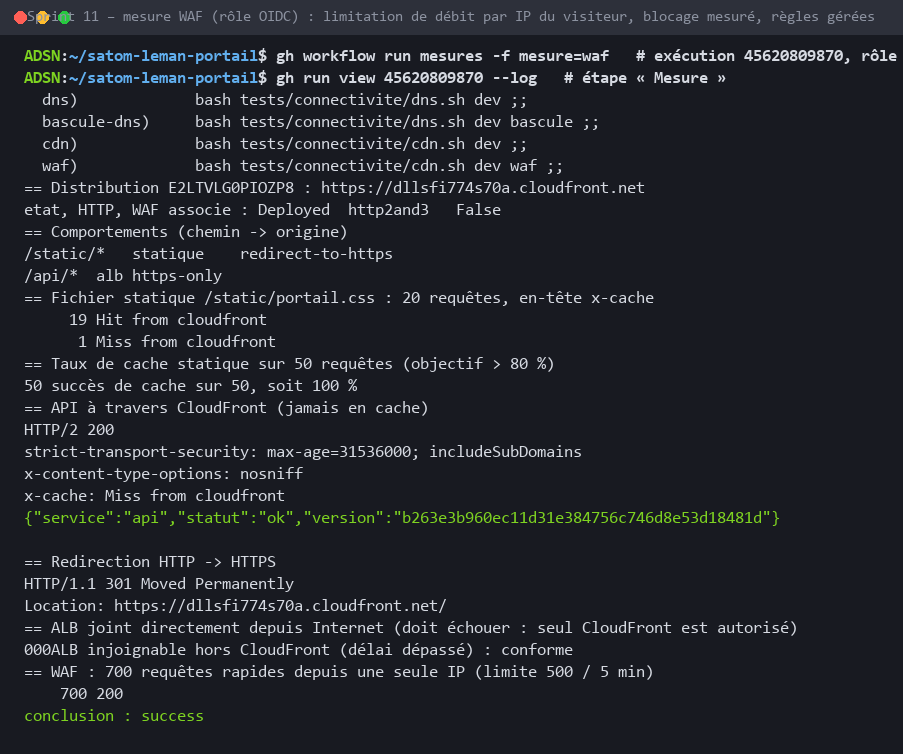 Sprint 11 – mesure WAF (rôle OIDC) : limitation de débit par IP du visiteur, blocage mesuré, règles gérées
ADSN:~/satom-leman-portail$ gh workflow run mesures -f mesure=waf   # exécution 45620809870, rôle
ADSN:~/satom-leman-portail$ gh run view 45620809870 --log   # étape « Mesure »
  dns)             bash tests/connectivite/dns.sh dev ;;
  bascule-dns)     bash tests/connectivite/dns.sh dev bascule ;;
  cdn)             bash tests/connectivite/cdn.sh dev ;;
  waf)             bash tests/connectivite/cdn.sh dev waf ;;
== Distribution E2LTVLG0PIOZP8 : https://dllsfi774s70a.cloudfront.net
etat, HTTP, WAF associe : Deployed  http2and3   False
== Comportements (chemin -> origine)
/static/*   statique    redirect-to-https
/api/*  alb https-only
== Fichier statique /static/portail.css : 20 requêtes, en-tête x-cache
     19 Hit from cloudfront
      1 Miss from cloudfront
== Taux de cache statique sur 50 requêtes (objectif > 80 %)
50 succès de cache sur 50, soit 100 %
== API à travers CloudFront (jamais en cache)
HTTP/2 200
strict-transport-security: max-age=31536000; includeSubDomains
x-content-type-options: nosniff
x-cache: Miss from cloudfront
{"service":"api","statut":"ok","version":"b263e3b960ec11d31e384756c746d8e53d18481d"}
== Redirection HTTP -> HTTPS
HTTP/1.1 301 Moved Permanently
Location: https://dllsfi774s70a.cloudfront.net/
== ALB joint directement depuis Internet (doit échouer : seul CloudFront est autorisé)
000ALB injoignable hors CloudFront (délai dépassé) : conforme
== WAF : 700 requêtes rapides depuis une seule IP (limite 500 / 5 min)
    700 200
conclusion : success